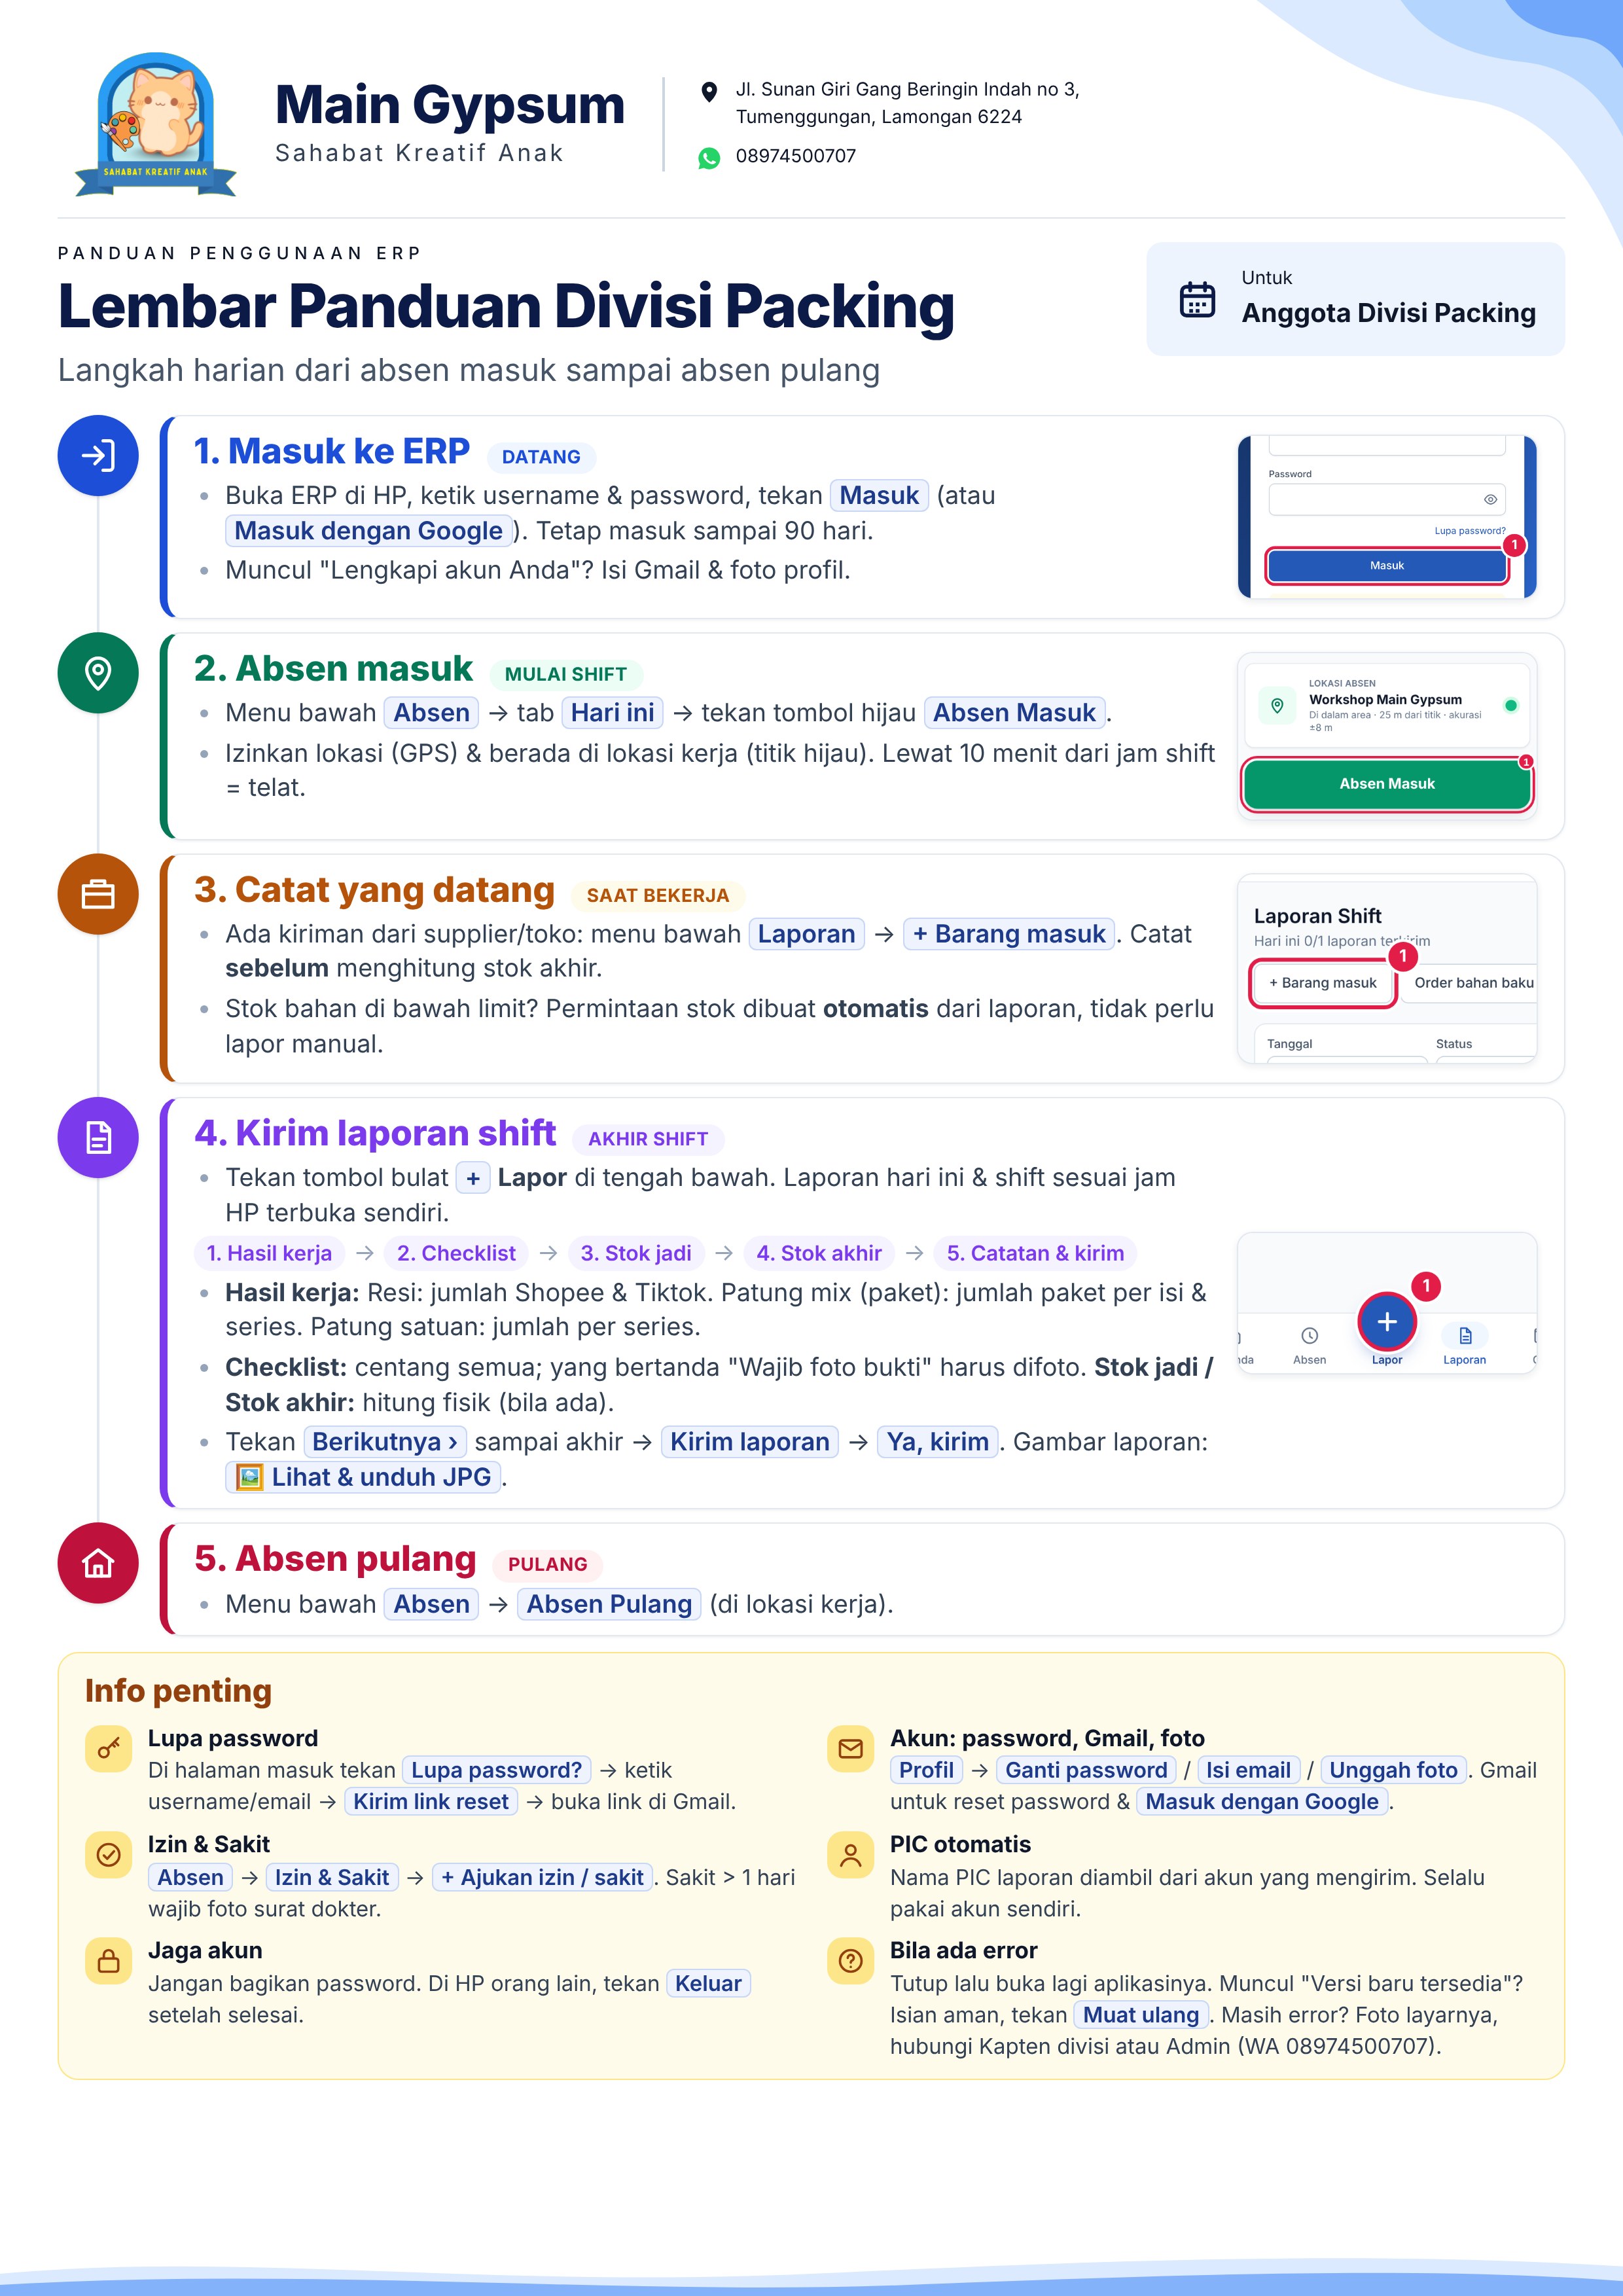 SAHABAT KREATIF ANAK
Main Gypsum
Sahabat Kreatif Anak
Jl. Sunan Giri Gang Beringin Indah no 3,
Tumenggungan, Lamongan 6224
08974500707
PANDUAN PENGGUNAAN ERP
Lembar Panduan Divisi Packing
Langkah harian dari absen masuk sampai absen pulang
Untuk
Anggota Divisi Packing
1. Masuk ke ERP DATANG
• Buka ERP di HP, ketik username & password, tekan Masuk (atau
Masuk dengan Google). Tetap masuk sampai 90 hari.
• Muncul "Lengkapi akun Anda"? Isi Gmail & foto profil.
Password
Lupa password?
1
Masuk
2. Absen masuk MULAI SHIFT
• Menu bawah Absen → tab Hari ini → tekan tombol hijau Absen Masuk.
• Izinkan lokasi (GPS) & berada di lokasi kerja (titik hijau). Lewat 10 menit dari jam shift
= telat.
LOKASI ABSEN
Workshop Main Gypsum
Di dalam area · 25 m dari titik · akurasi
±8 m
1
Absen Masuk
3. Catat yang datang SAAT BEKERJA
• Ada kiriman dari supplier/toko: menu bawah Laporan → + Barang masuk. Catat
sebelum menghitung stok akhir.
• Stok bahan di bawah limit? Permintaan stok dibuat otomatis dari laporan, tidak perlu
lapor manual.
Laporan Shift
Hari ini 0/1 laporan terkirim
1
+ Barang masuk Order bahan baku
Tanggal Status
4. Kirim laporan shift AKHIR SHIFT
• Tekan tombol bulat + Lapor di tengah bawah. Laporan hari ini & shift sesuai jam
HP terbuka sendiri.
1. Hasil kerja → 2. Checklist → 3. Stok jadi → 4. Stok akhir → 5. Catatan & kirim
• Hasil kerja: Resi: jumlah Shopee & Tiktok. Patung mix (paket): jumlah paket per isi &
series. Patung satuan: jumlah per series.
• Checklist: centang semua; yang bertanda "Wajib foto bukti" harus difoto. Stok jadi /
Stok akhir: hitung fisik (bila ada).
• Tekan Berikutnya › sampai akhir → Kirim laporan → Ya, kirim. Gambar laporan:
🖼️ Lihat & unduh JPG.
1
+
nda Absen Lapor Laporan
5. Absen pulang PULANG
• Menu bawah Absen → Absen Pulang (di lokasi kerja).
Info penting
Lupa password
Di halaman masuk tekan Lupa password? → ketik
username/email → Kirim link reset → buka link di Gmail.
Akun: password, Gmail, foto
Profil → Ganti password / Isi email / Unggah foto. Gmail
untuk reset password & Masuk dengan Google.
Izin & Sakit
Absen → Izin & Sakit → + Ajukan izin / sakit. Sakit > 1 hari
wajib foto surat dokter.
PIC otomatis
Nama PIC laporan diambil dari akun yang mengirim. Selalu
pakai akun sendiri.
Jaga akun
Jangan bagikan password. Di HP orang lain, tekan Keluar
setelah selesai.
Bila ada error
Tutup lalu buka lagi aplikasinya. Muncul "Versi baru tersedia"?
Isian aman, tekan Muat ulang. Masih error? Foto layarnya,
hubungi Kapten divisi atau Admin (WA 08974500707).